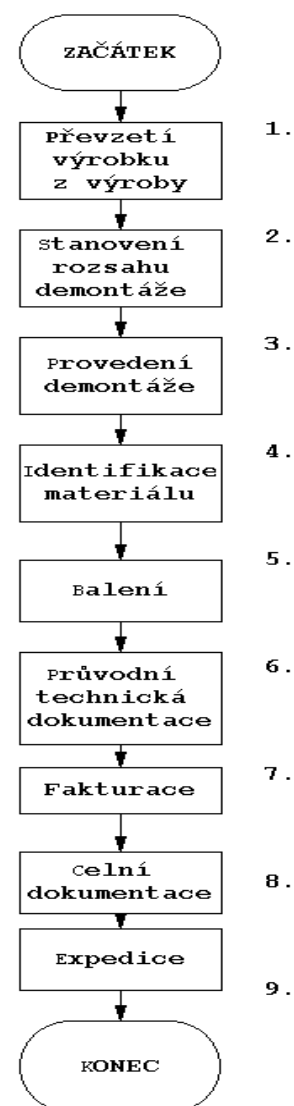 ZAČÁTEK
1.
Převzetí
výrobku
z výroby
2.
Stanovení
rozsahu
demontáže
3.
Provedení
demontáže
4.
Identifikace
materiálu
5.
Balení
6.
Průvodní
technická
dokumentace
7.
Fakturace
8.
Celní
dokumentace
Expedice
9.
KONEC